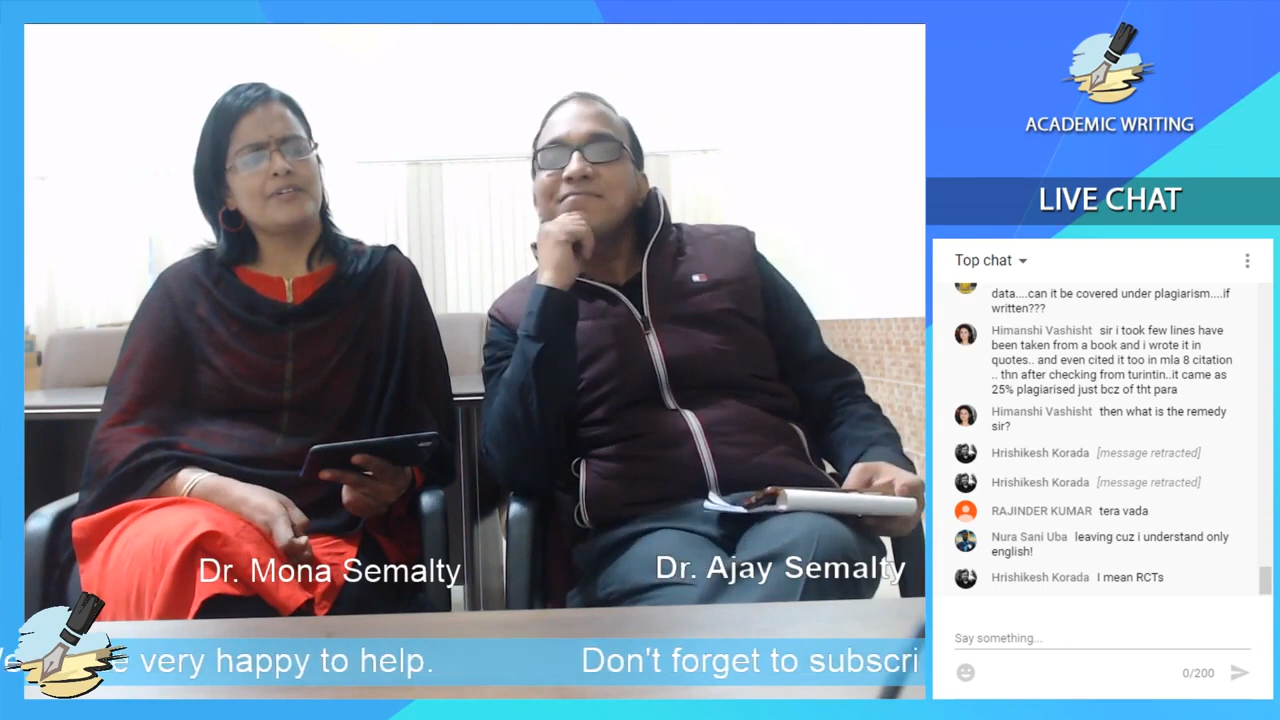 ACADEMIC WRITING
LIVE CHAT
Top chat
data....can it be covered under plagiarism....if
written???
Himanshi Vashisht sir i took few lines have
been taken from a book and i wrote it in
quotes.. and even cited it too in mla 8 citation
.. thn after checking from turintin..it came as
25% plagiarised just bcz of tht para
Himanshi Vashisht then what is the remedy
sir?
Hrishikesh Korada [message retracted]
Hrishikesh Korada [message retracted]
RAJINDER KUMAR tera vada
Nura Sani Uba leaving cuz i understand only
english!
Hrishikesh Korada I mean RCTs
Say something...
0/200
Dr. Mona Semalty
Dr. Ajay Semalty
very happy to help.
Don't forget to subscri